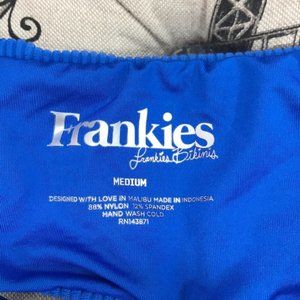 Frankies
Frankies Bikinis
MEDIUM
DESIGNED WITH LOVE IN MALIBU MADE IN INDONESIA
88% NYLON 12% SPANDEX
HAND WASH COLD
RN143871